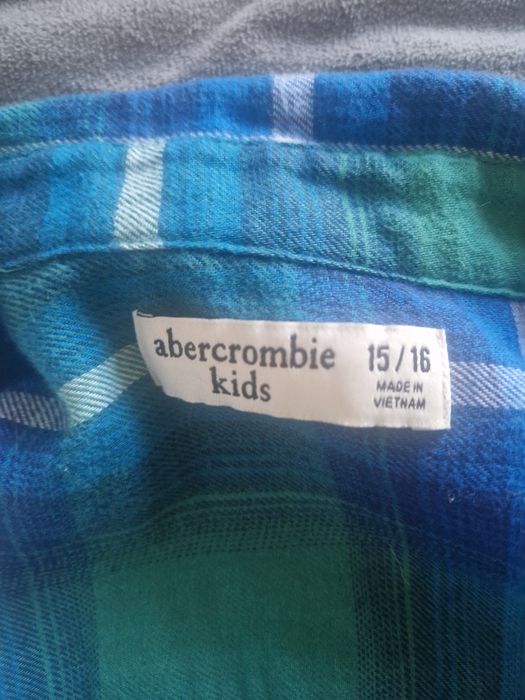 abercrombie
kids
15/16
MADE IN
VIETNAM